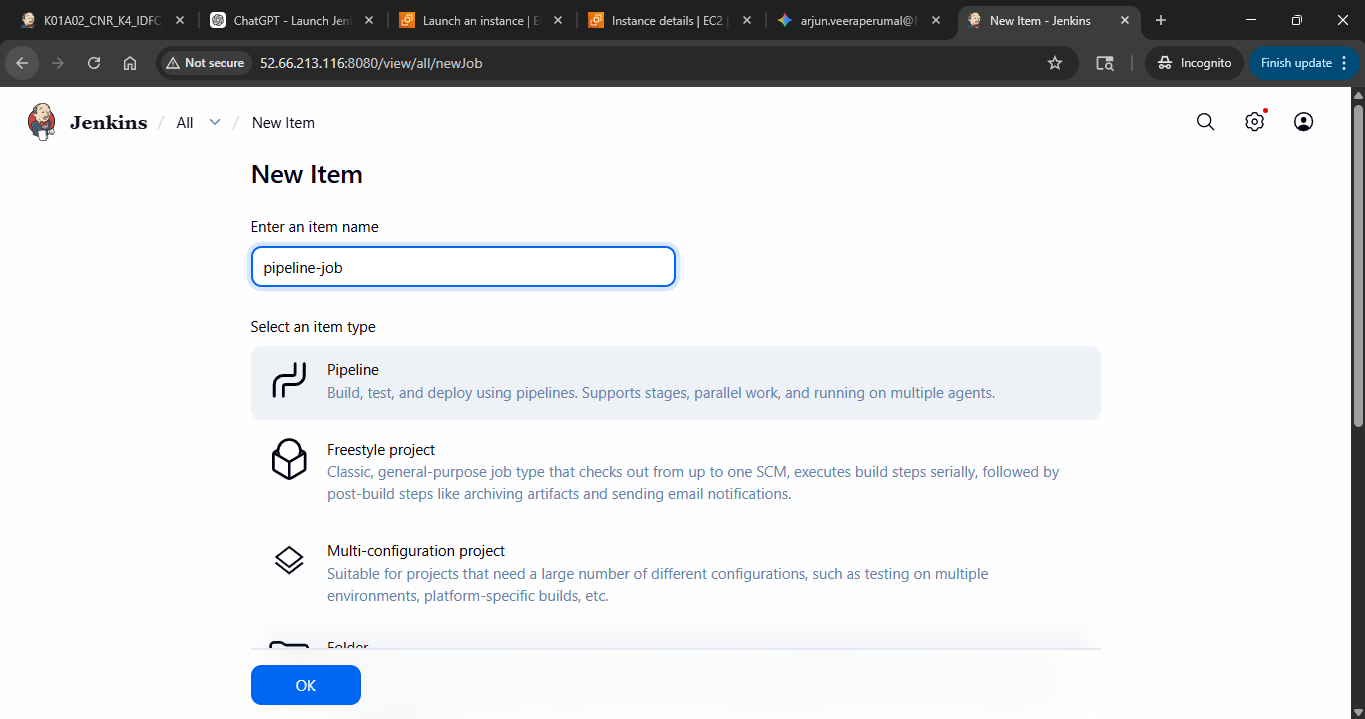 K01A02_CNR_K4_IDFC
ChatGPT - Launch Jen
Launch an instance | E
Instance details | EC2 |
arjun.veeraperumal@
New Item - Jenkins
Not secure 52.66.213.116:8080/view/all/newJob Incognito Finish update
Jenkins / All / New Item
New Item
Enter an item name
pipeline-job
Select an item type
Pipeline
Build, test, and deploy using pipelines. Supports stages, parallel work, and running on multiple agents.
Freestyle project
Classic, general-purpose job type that checks out from up to one SCM, executes build steps serially, followed by
post-build steps like archiving artifacts and sending email notifications.
Multi-configuration project
Suitable for projects that need a large number of different configurations, such as testing on multiple
environments, platform-specific builds, etc.
Folder
OK